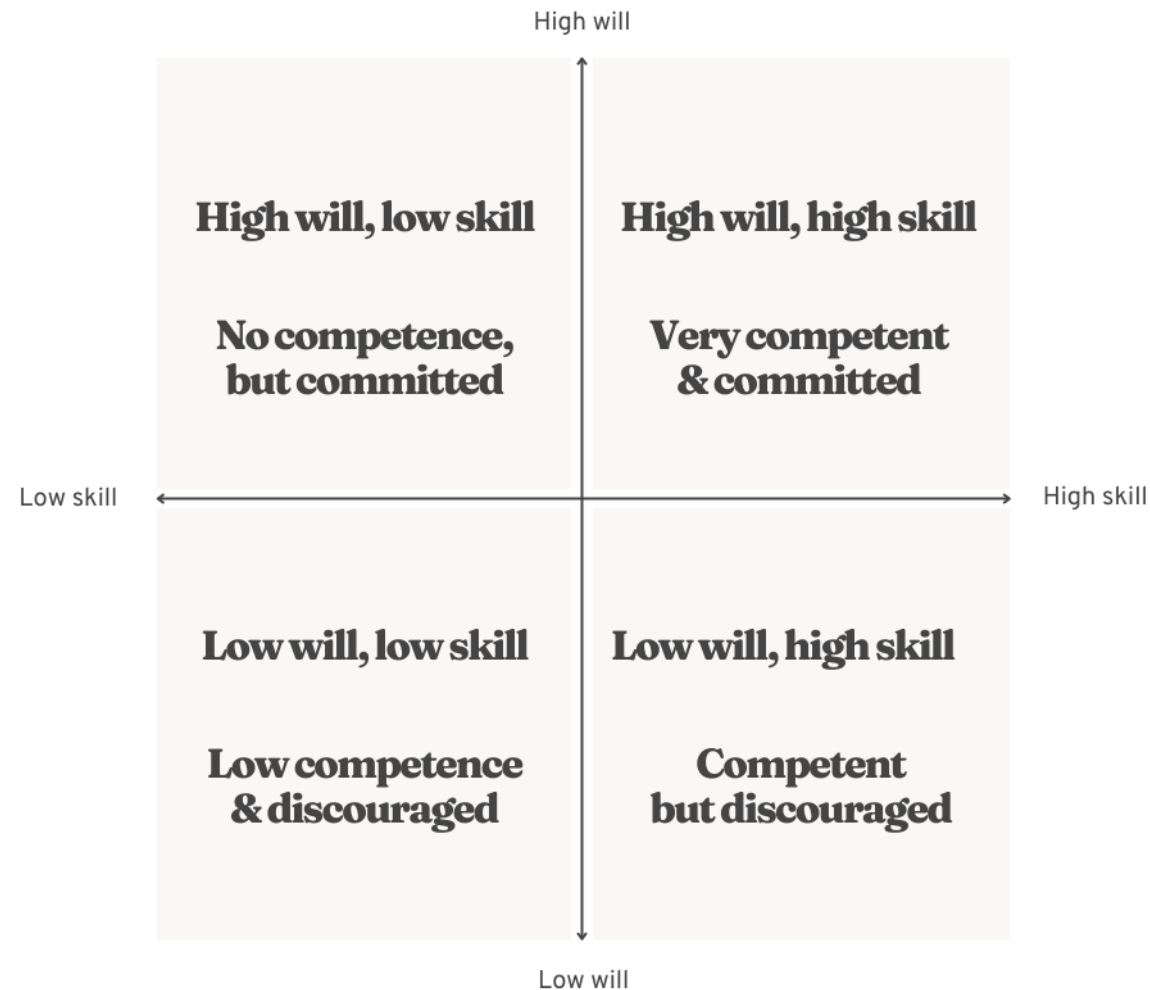 High will
High will, low skill
No competence,
but committed
High will, high skill
Very competent
& committed
Low skill
High skill
Low will, low skill
Low competence
& discouraged
Low will, high skill
Competent
but discouraged
Low will